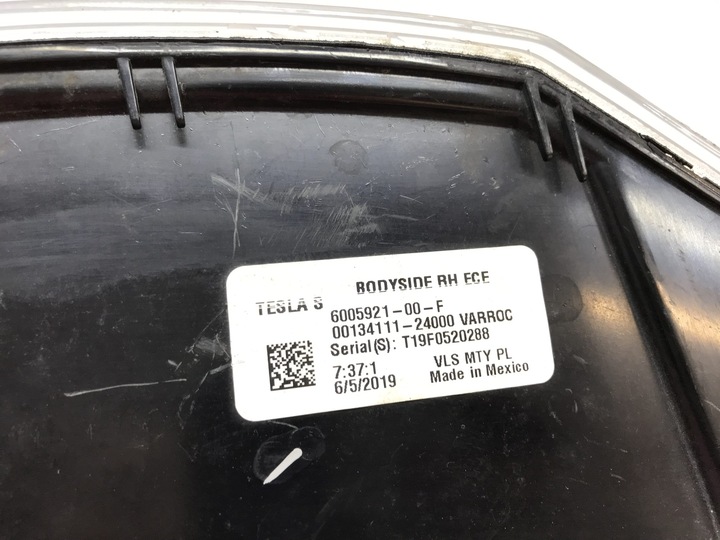 BODYSIDE RH ECE
TESLA S
6005921-00-F
00134111-24000 VARROC
Serial(S): T19F0520288
7:37:1 VLS MTY PL
6/5/2019 Made in Mexico